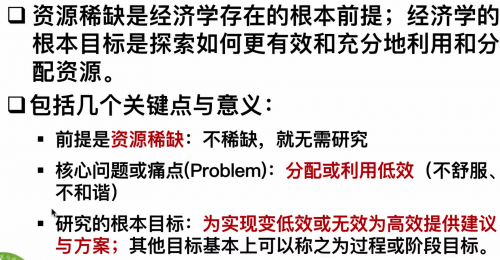 ❑ 资源稀缺是经济学存在的根本前提；经济学的
根本目标是探索如何更有效和充分地利用和分
配资源。
❑包括几个关键点与意义：
▪ 前提是资源稀缺：不稀缺，就无需研究
▪ 核心问题或痛点(Problem)：分配或利用低效（不舒服、
不和谐）
▪ 研究的根本目标：为实现变低效或无效为高效提供建议
与方案；其他目标基本上可以称之为过程或阶段目标。